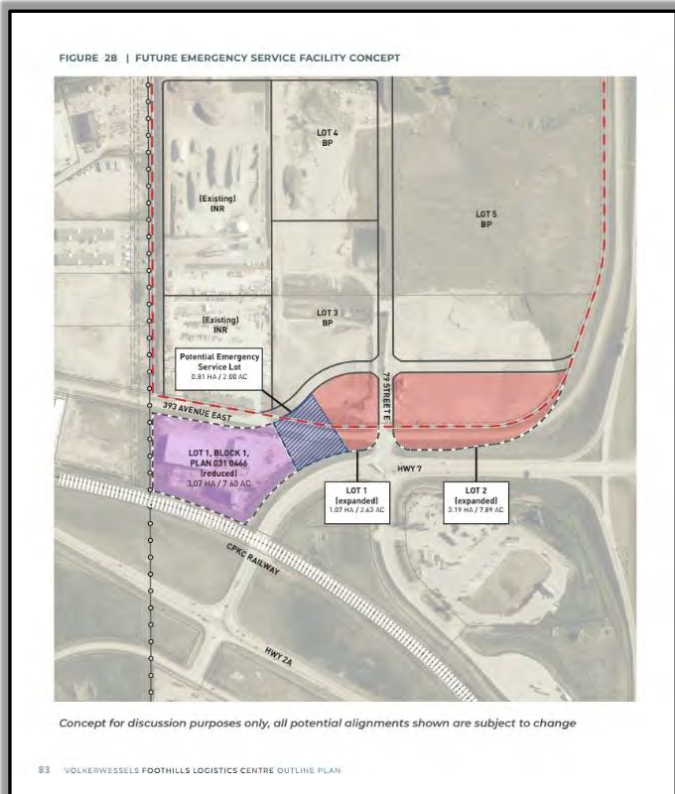 FIGURE 28 | FUTURE EMERGENCY SERVICE FACILITY CONCEPT
LOT 4
BP
(Existing)
INR
LOT 5
BP
LOT 3
BP
(Existing)
INR
Potential Emergency
Service Lot
0.81 HA / 2.00 AC
79 STREET E
393 AVENUE EAST
LOT 1, BLOCK 1,
PLAN 031 0466
(reduced)
3.07 HA / 7.60 AC
HWY 7
LOT 1
(expanded)
1.07 HA / 2.63 AC
LOT 2
(expanded)
3.19 HA / 7.89 AC
CPKC RAILWAY
HWY 2A
Concept for discussion purposes only, all potential alignments shown are subject to change
83 VOLKERWESSELS FOOTHILLS LOGISTICS CENTRE OUTLINE PLAN